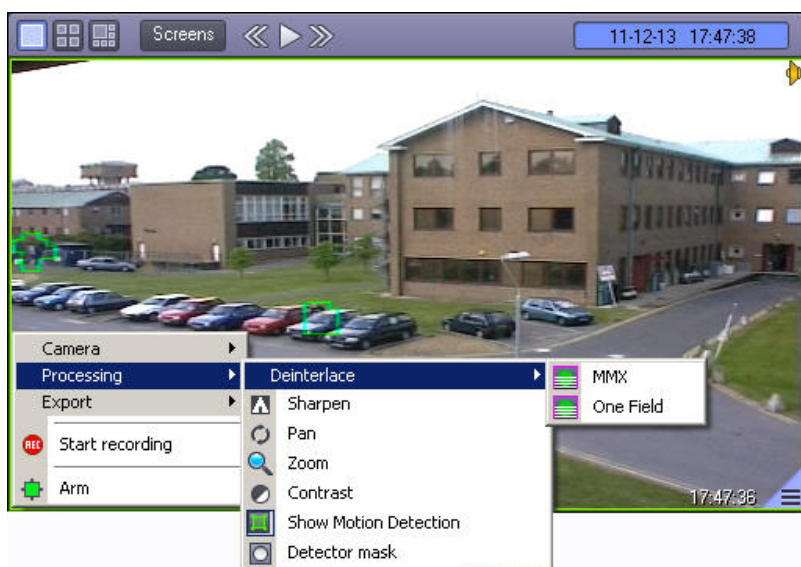 Screens
11-12-13 17:47:38
Camera
Processing
Export
REC
Start recording
Arm
Deinterlace
Sharpen
Pan
Zoom
Contrast
Show Motion Detection
Detector mask
MMX
One Field
17:47:36